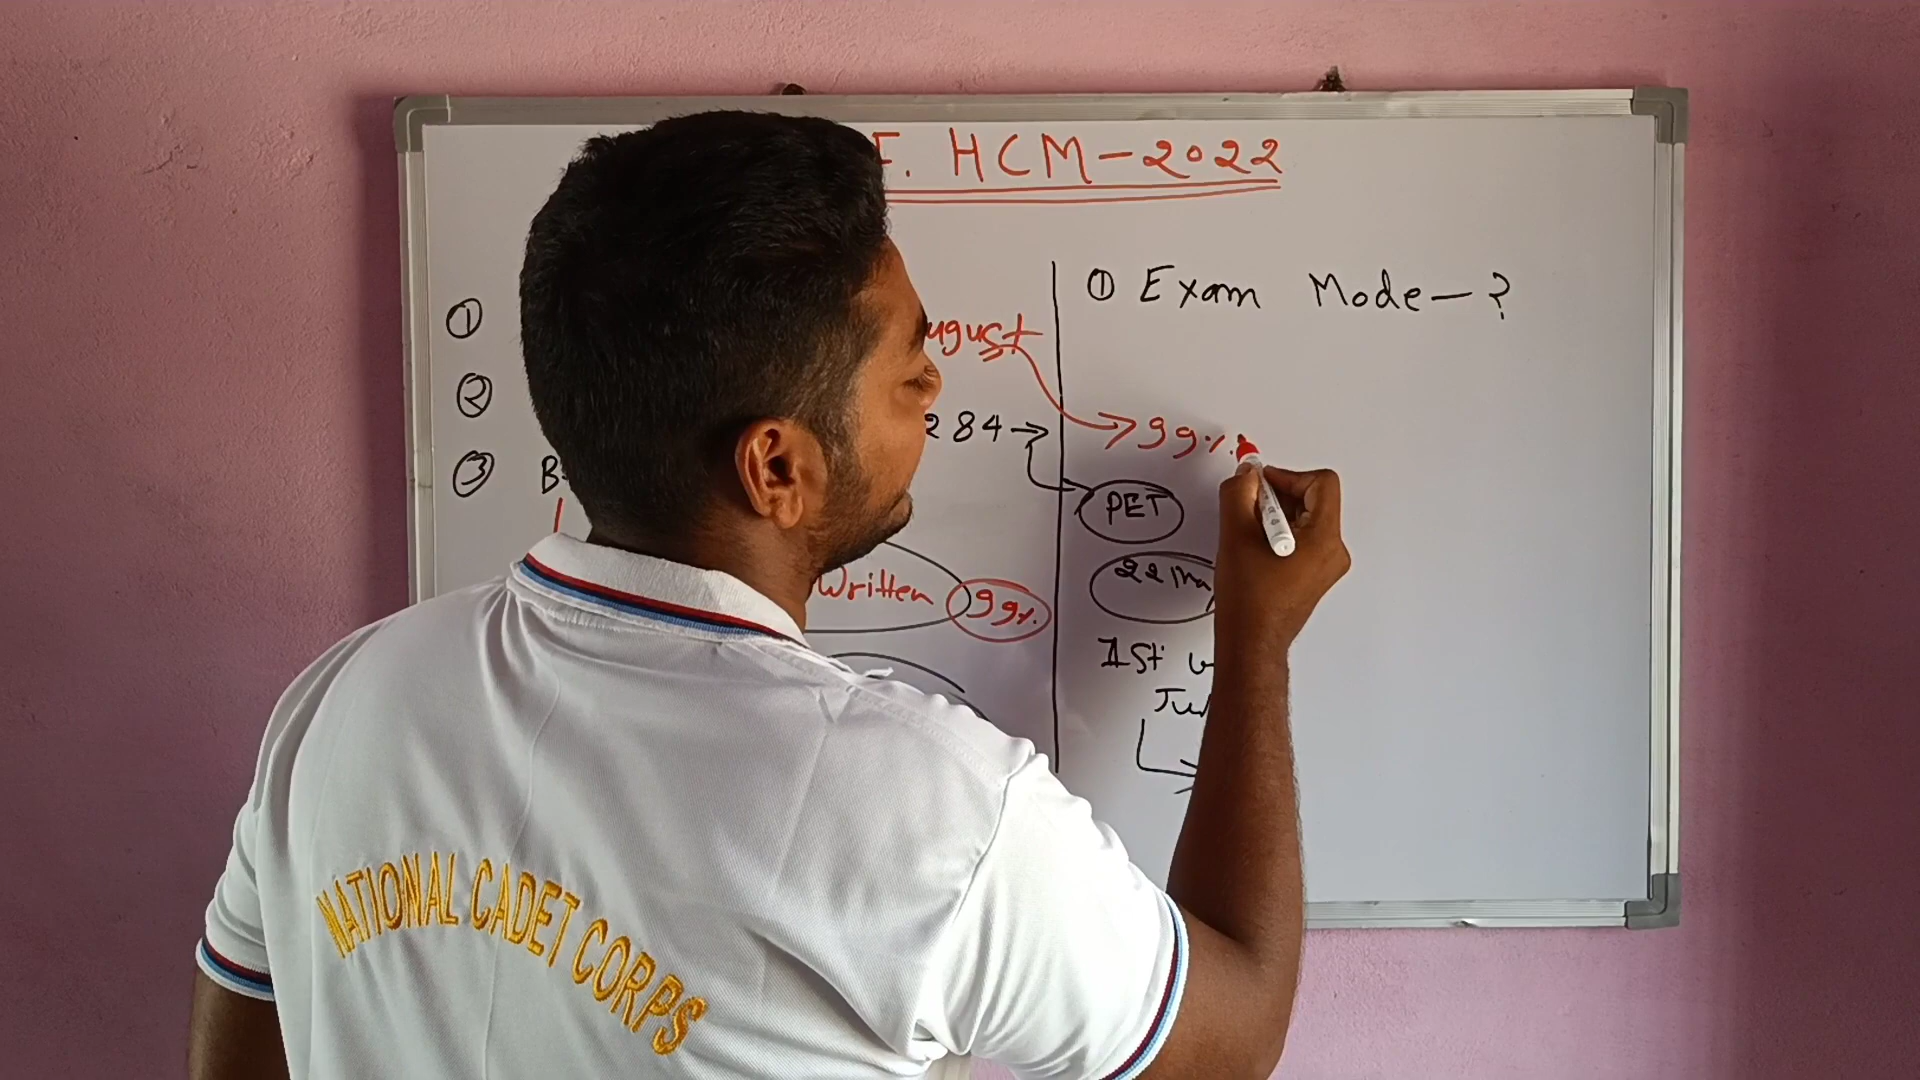 F. HCM-2022
①
②
③ B
ugust
284 →
Written 99%
① Exam Mode - ?
→ 99%
PET
22
1st
NATIONAL CADET CORPS